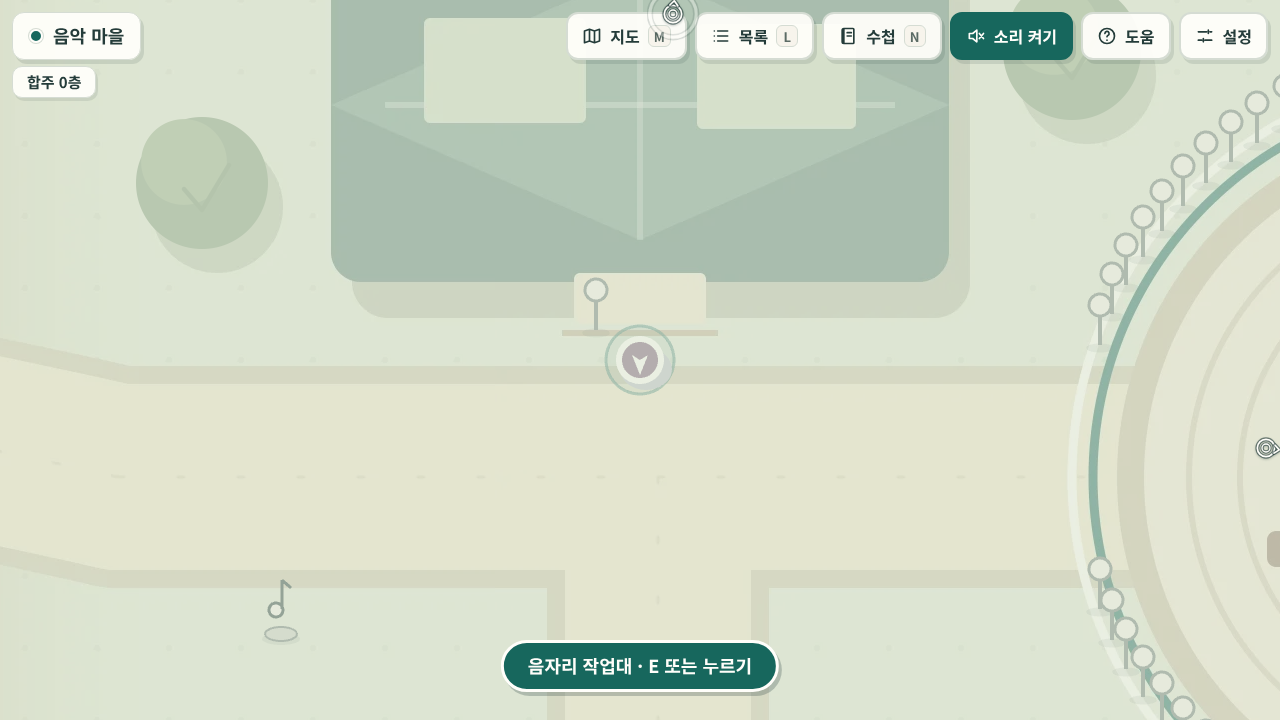 음악 마을
지도 M
목록 L
수첩 N
소리 켜기
도움
설정
합주 0층
음자리 작업대 · E 또는 누르기